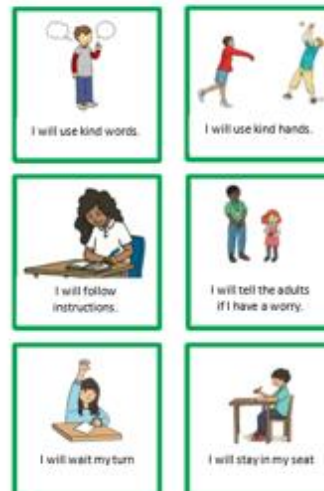 I will use kind words.
I will use kind hands.
I will follow
instructions.
I will tell the adults
if I have a worry.
I will wait my turn
I will stay in my seat